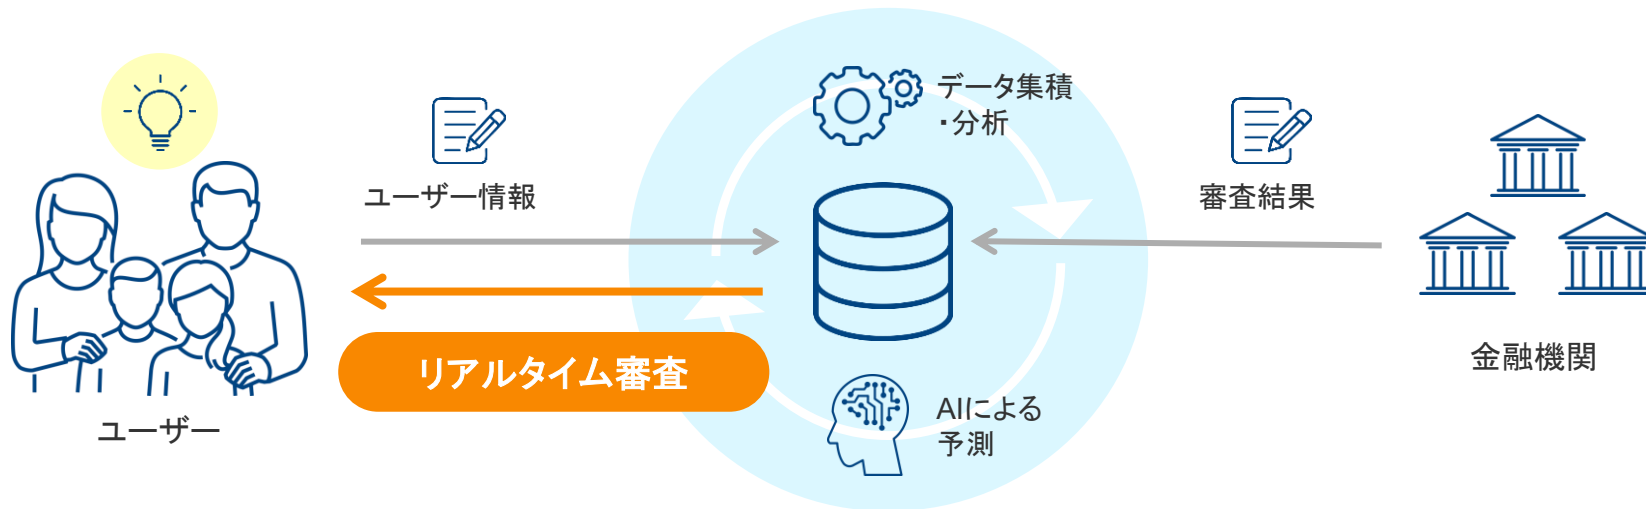 データ集積
・分析
ユーザー情報
審査結果
リアルタイム審査
金融機関
ユーザー
AIによる
予測